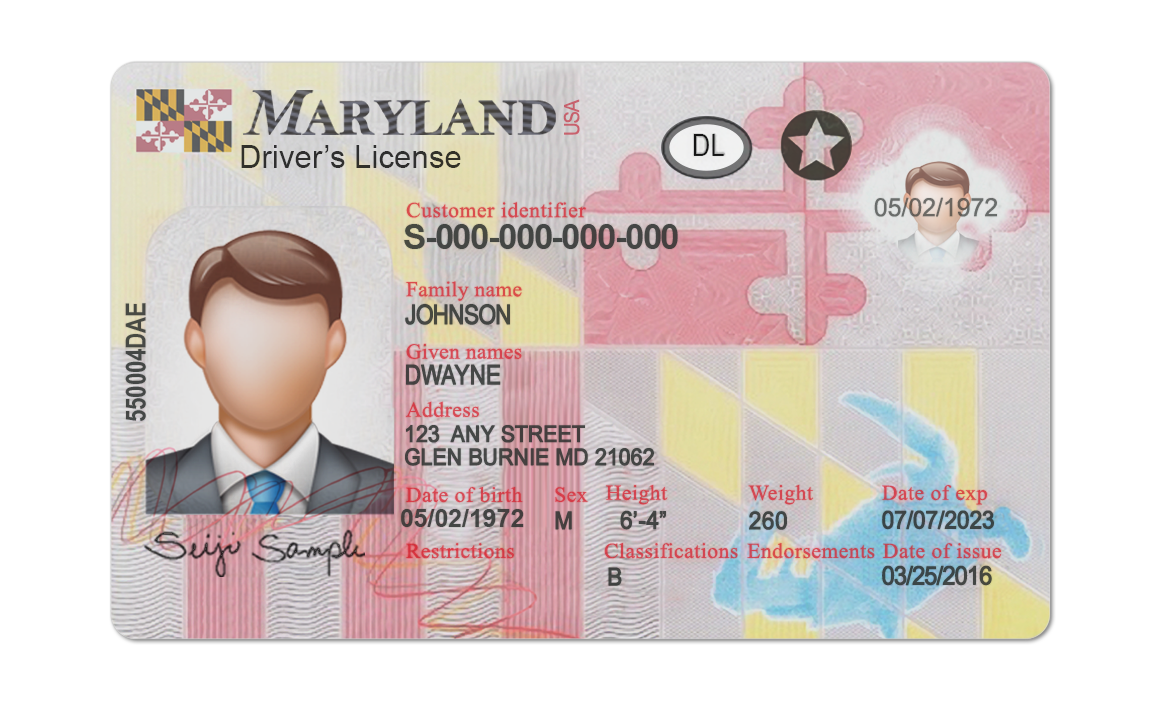 MARYLAND USA
Driver's License
DL
05/02/1972
Customer identifier
S-000-000-000-000
Family name
JOHNSON
Given names
DWAYNE
Address
123 ANY STREET
GLEN BURNIE MD 21062
550004DAE
Date of birth Sex Height Weight Date of exp
05/02/1972 M 6'-4” 260 07/07/2023
Restrictions Classifications Endorsements Date of issue
B 03/25/2016
Seiji Sample